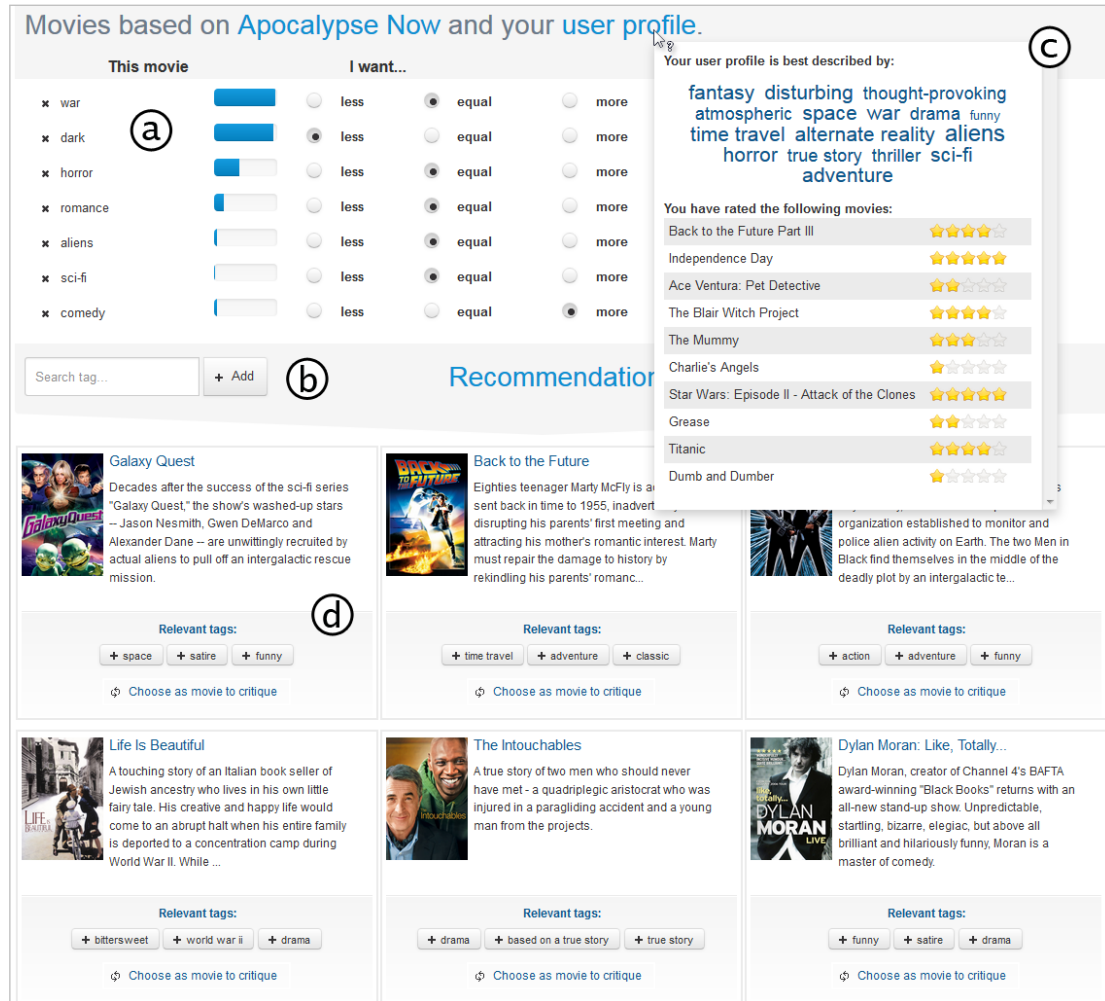 Movies based on Apocalypse Now and your user profile.
This movie I want...
war less equal more
dark less equal more
horror less equal more
romance less equal more
aliens less equal more
sci-fi less equal more
comedy less equal more
a
c
Your user profile is best described by:
fantasy disturbing thought-provoking
atmospheric space war drama funny
time travel alternate reality aliens
horror true story thriller sci-fi
adventure
You have rated the following movies:
Back to the Future Part III
Independence Day
Ace Ventura: Pet Detective
The Blair Witch Project
The Mummy
Charlie's Angels
Star Wars: Episode II - Attack of the Clones
Grease
Titanic
Dumb and Dumber
Search tag...
+ Add
b
Recommendation
Galaxy Quest
Decades after the success of the sci-fi series
"Galaxy Quest," the show's washed-up stars
-- Jason Nesmith, Gwen DeMarco and
Alexander Dane -- are unwittingly recruited by
actual aliens to pull off an intergalactic rescue
mission.
GalaxyQuest
d
Relevant tags:
+ space + satire + funny
Choose as movie to critique
Back to the Future
Eighties teenager Marty McFly is
sent back in time to 1955,
disrupting his parents' first meeting and
attracting his mother's romantic interest. Marty
must repair the damage to history by
rekindling his parents' romanc...
BACK
TO THE
FUTURE
Relevant tags:
+ time travel + adventure + classic
Choose as movie to critique
organization established to monitor and
police alien activity on Earth. The two Men in
Black find themselves in the middle of the
deadly plot by an intergalactic te...
Relevant tags:
+ action + adventure + funny
Choose as movie to critique
Life Is Beautiful
A touching story of an Italian book seller of
Jewish ancestry who lives in his own little
fairy tale. His creative and happy life would
come to an abrupt halt when his entire family
is deported to a concentration camp during
World War II. While ...
LIFE IS
BEAUTIFUL
Relevant tags:
+ bittersweet + world war ii + drama
Choose as movie to critique
The Intouchables
A true story of two men who should never
have met - a quadriplegic aristocrat who was
injured in a paragliding accident and a young
man from the projects.
Intouchables
Relevant tags:
+ drama + based on a true story + true story
Choose as movie to critique
Dylan Moran: Like, Totally...
Dylan Moran, creator of Channel 4's BAFTA
award-winning "Black Books" returns with an
all-new stand-up show. Unpredictable,
startling, bizarre, elegiac, but above all
brilliant and hilariously funny, Moran is a
master of comedy.
like,
totally...
DYLAN
MORAN
LIVE
Relevant tags:
+ funny + satire + drama
Choose as movie to critique